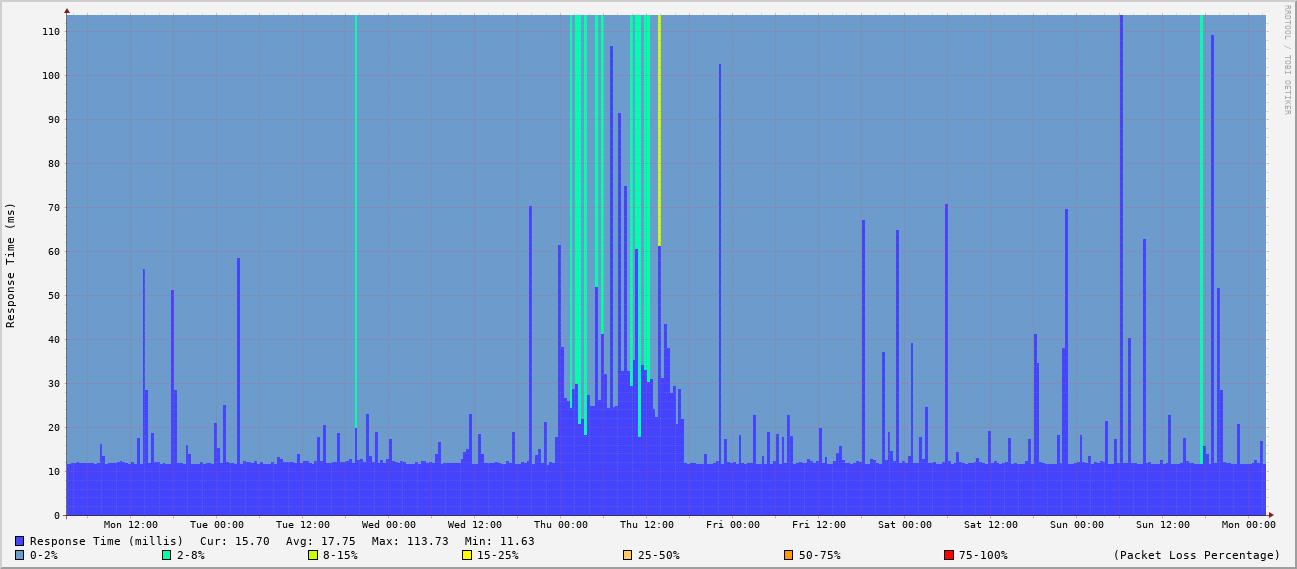 RRDTOOL / TOBI OETIKER
Response Time (ms)
110
100
90
80
70
60
50
40
30
20
10
0
Mon 12:00 Tue 00:00 Tue 12:00 Wed 00:00 Wed 12:00 Thu 00:00 Thu 12:00 Fri 00:00 Fri 12:00 Sat 00:00 Sat 12:00 Sun 00:00 Sun 12:00 Mon 00:00
Response Time (millis) Cur: 15.70 Avg: 17.75 Max: 113.73 Min: 11.63
0-2% 2-8% 8-15% 15-25% 25-50% 50-75% 75-100% (Packet Loss Percentage)